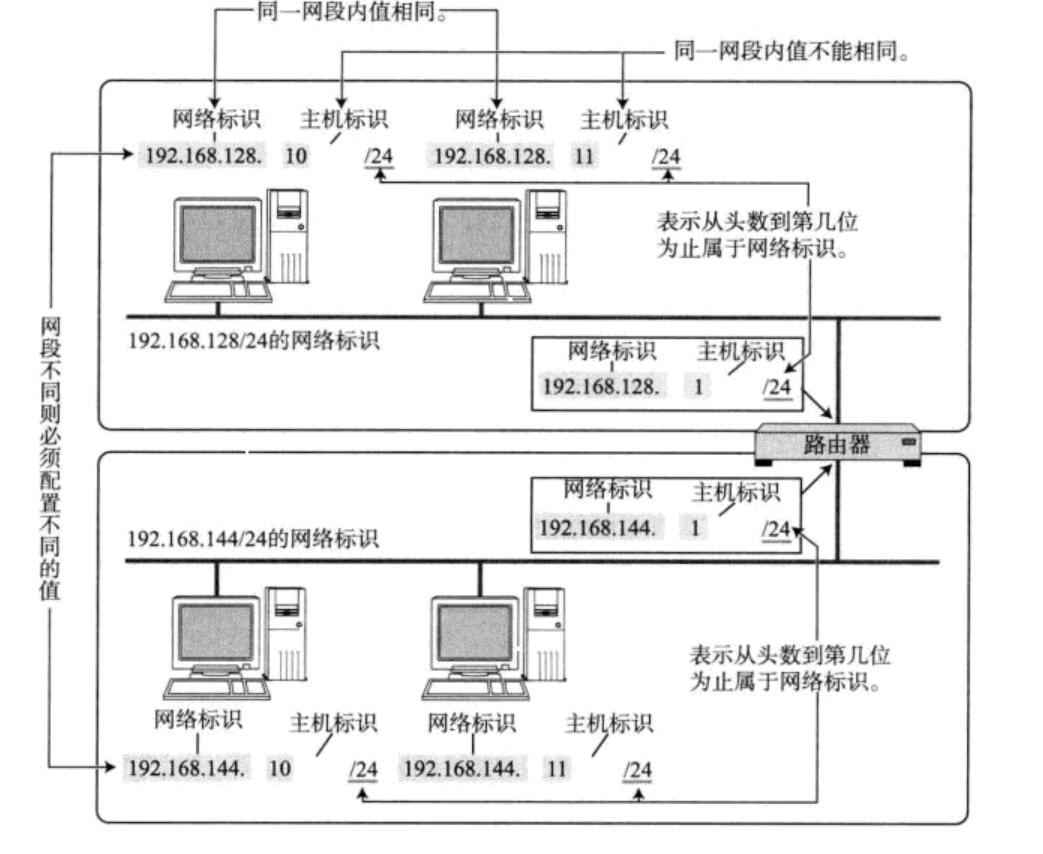 同一网段内值相同。
同一网段内值不能相同。
网络标识 主机标识 网络标识 主机标识
192.168.128. 10 /24 192.168.128. 11 /24
表示从头数到第几位
为止属于网络标识。
192.168.128/24的网络标识
网络标识 主机标识
192.168.128. 1 /24
网段不同则必须配置不同的值
路由器
网络标识 主机标识
192.168.144. 1 /24
192.168.144/24的网络标识
表示从头数到第几位
为止属于网络标识。
网络标识 主机标识 网络标识 主机标识
192.168.144. 10 /24 192.168.144. 11 /24